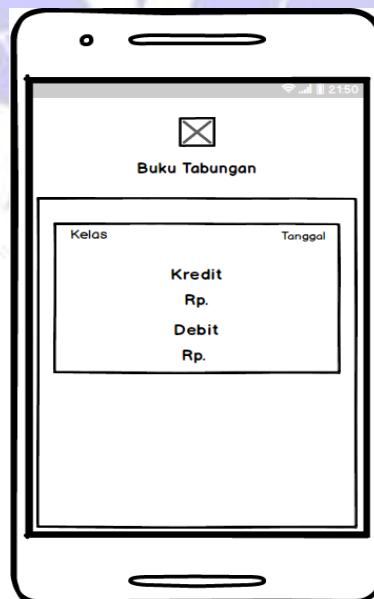 21:50
Buku Tabungan
Kelas Tanggal
Kredit
Rp.
Debit
Rp.